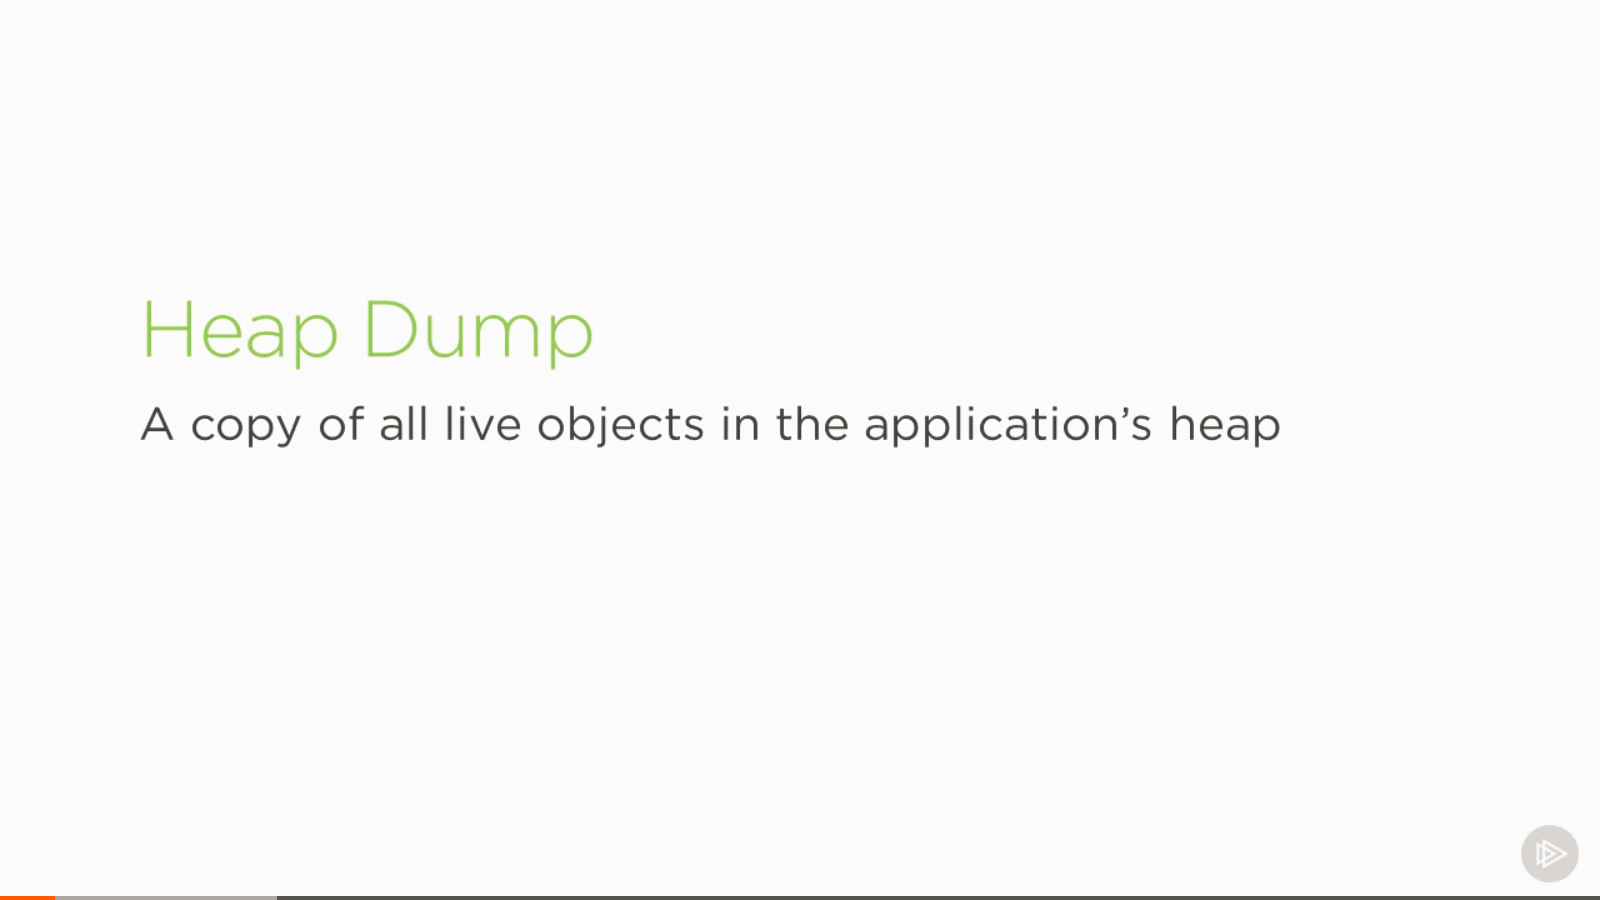 Heap Dump
A copy of all live objects in the application’s heap